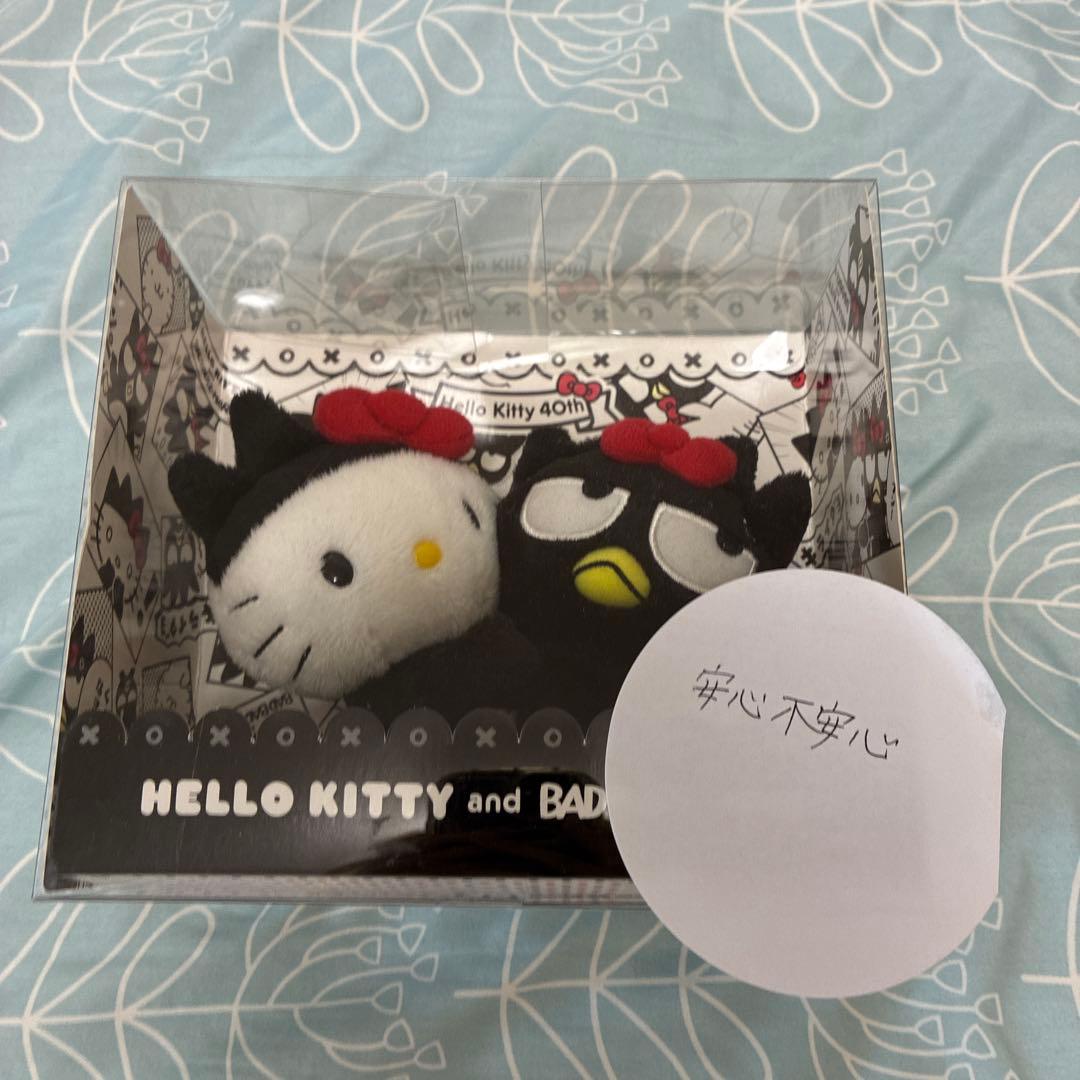 Hello Kitty 40th
安心不安心
HELLO KITTY and BAD